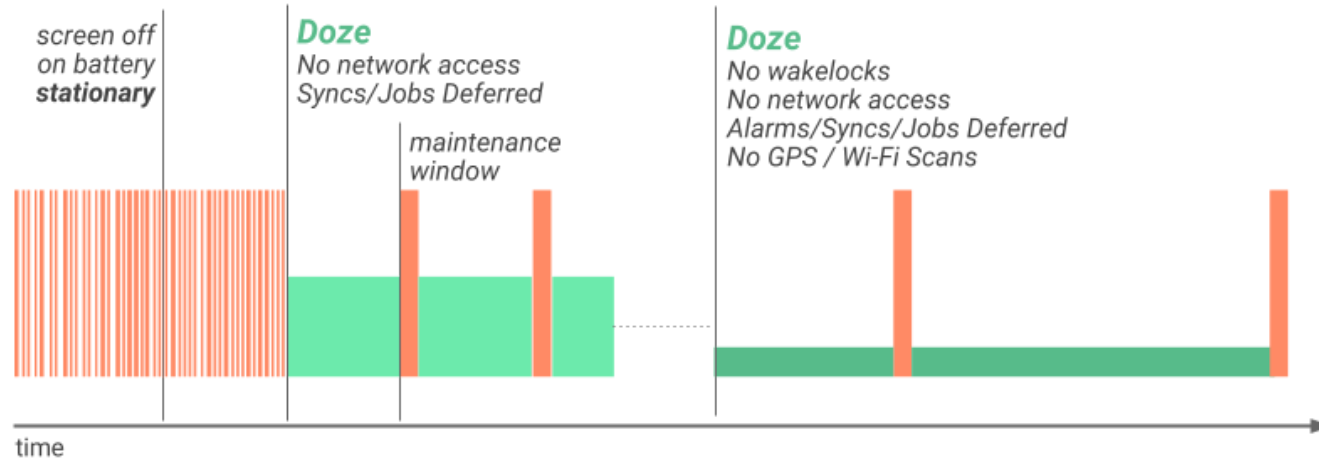 screen off
on battery
stationary
Doze
No network access
Syncs/Jobs Deferred
maintenance
window
Doze
No wakelocks
No network access
Alarms/Syncs/Jobs Deferred
No GPS / Wi-Fi Scans
time